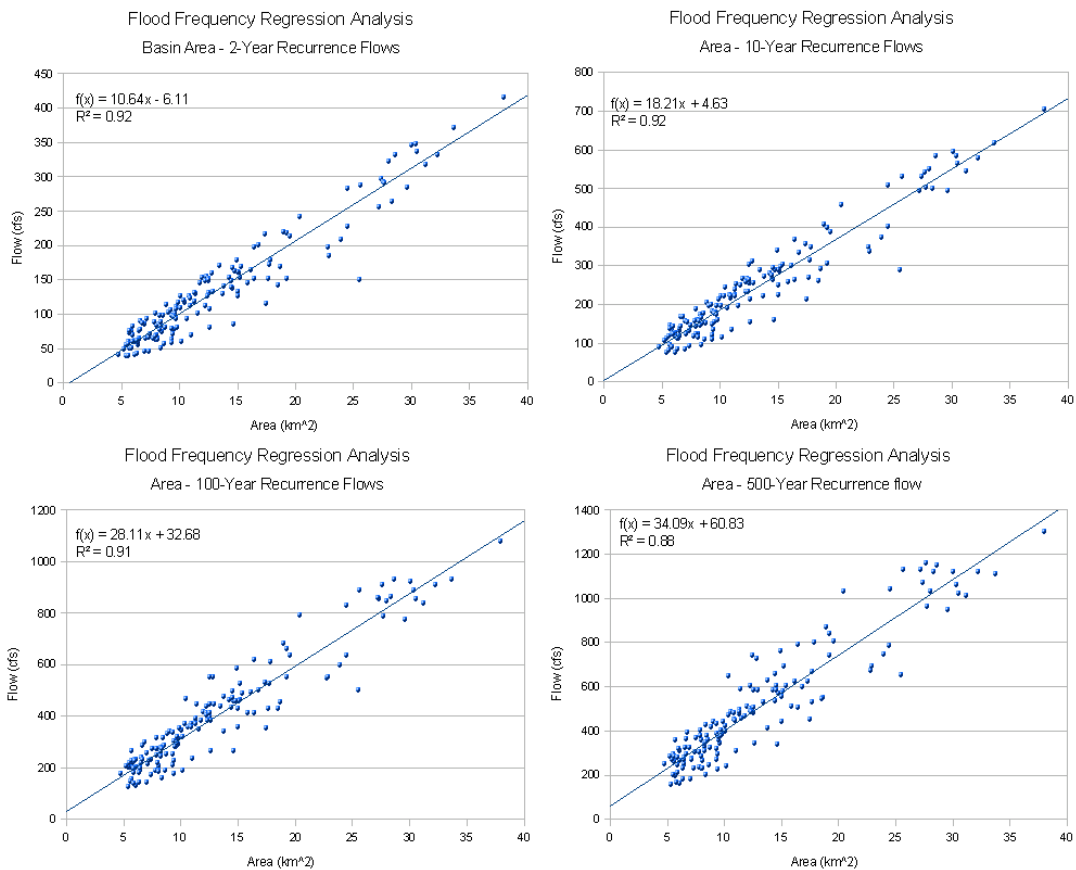 Flood Frequency Regression Analysis
Basin Area - 2-Year Recurrence Flows
450
400
350
300
250
200
150
100
50
0
f(x) = 10.64x - 6.11
R² = 0.92
Flow (cfs)
0 5 10 15 20 25 30 35 40
Area (km^2)
Flood Frequency Regression Analysis
Area - 10-Year Recurrence Flows
800
700
600
500
400
300
200
100
0
f(x) = 18.21x + 4.63
R² = 0.92
Flow (cfs)
0 5 10 15 20 25 30 35 40
Area (km^2)
Flood Frequency Regression Analysis
Area - 100-Year Recurrence Flows
1200
1000
800
600
400
200
0
f(x) = 28.11x + 32.68
R² = 0.91
Flow (cfs)
0 5 10 15 20 25 30 35 40
Area (km^2)
Flood Frequency Regression Analysis
Area - 500-Year Recurrence flow
1400
1200
1000
800
600
400
200
0
f(x) = 34.09x + 60.83
R² = 0.88
Flow (cfs)
0 5 10 15 20 25 30 35 40
Area (km^2)